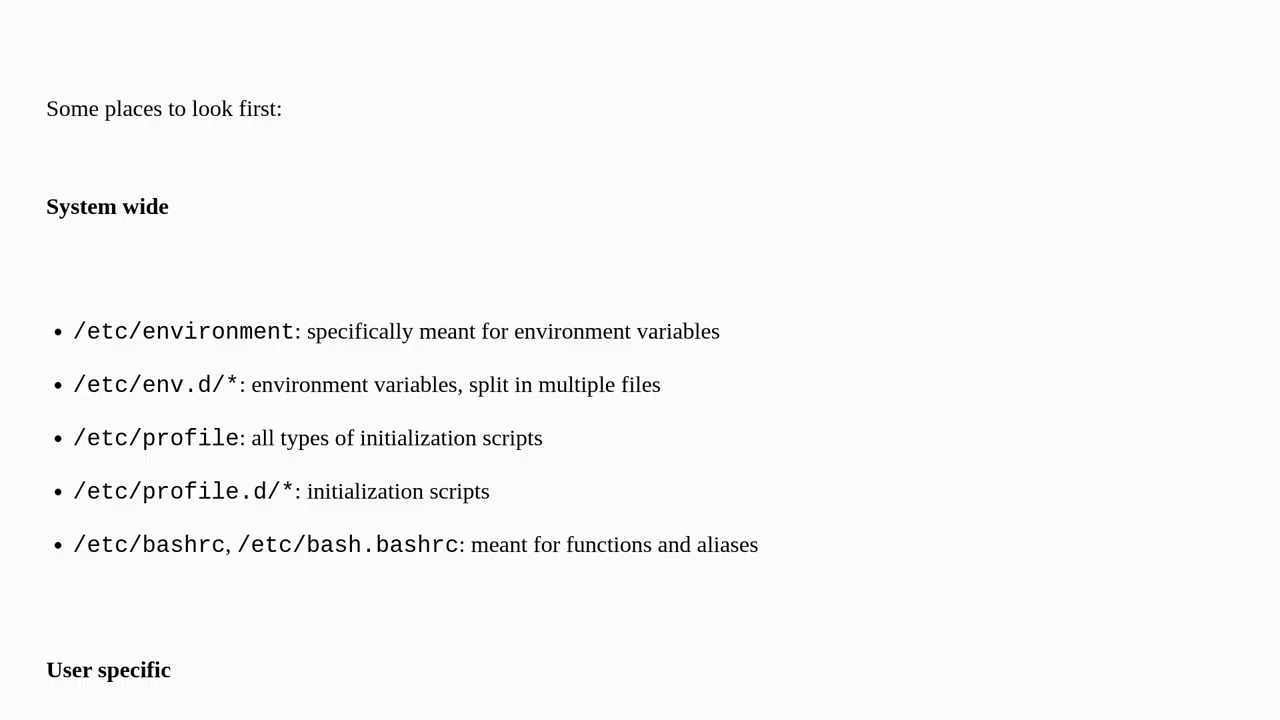 Some places to look first:
System wide
• /etc/environment: specifically meant for environment variables
• /etc/env.d/*: environment variables, split in multiple files
• /etc/profile: all types of initialization scripts
• /etc/profile.d/*: initialization scripts
• /etc/bashrc, /etc/bash.bashrc: meant for functions and aliases
User specific